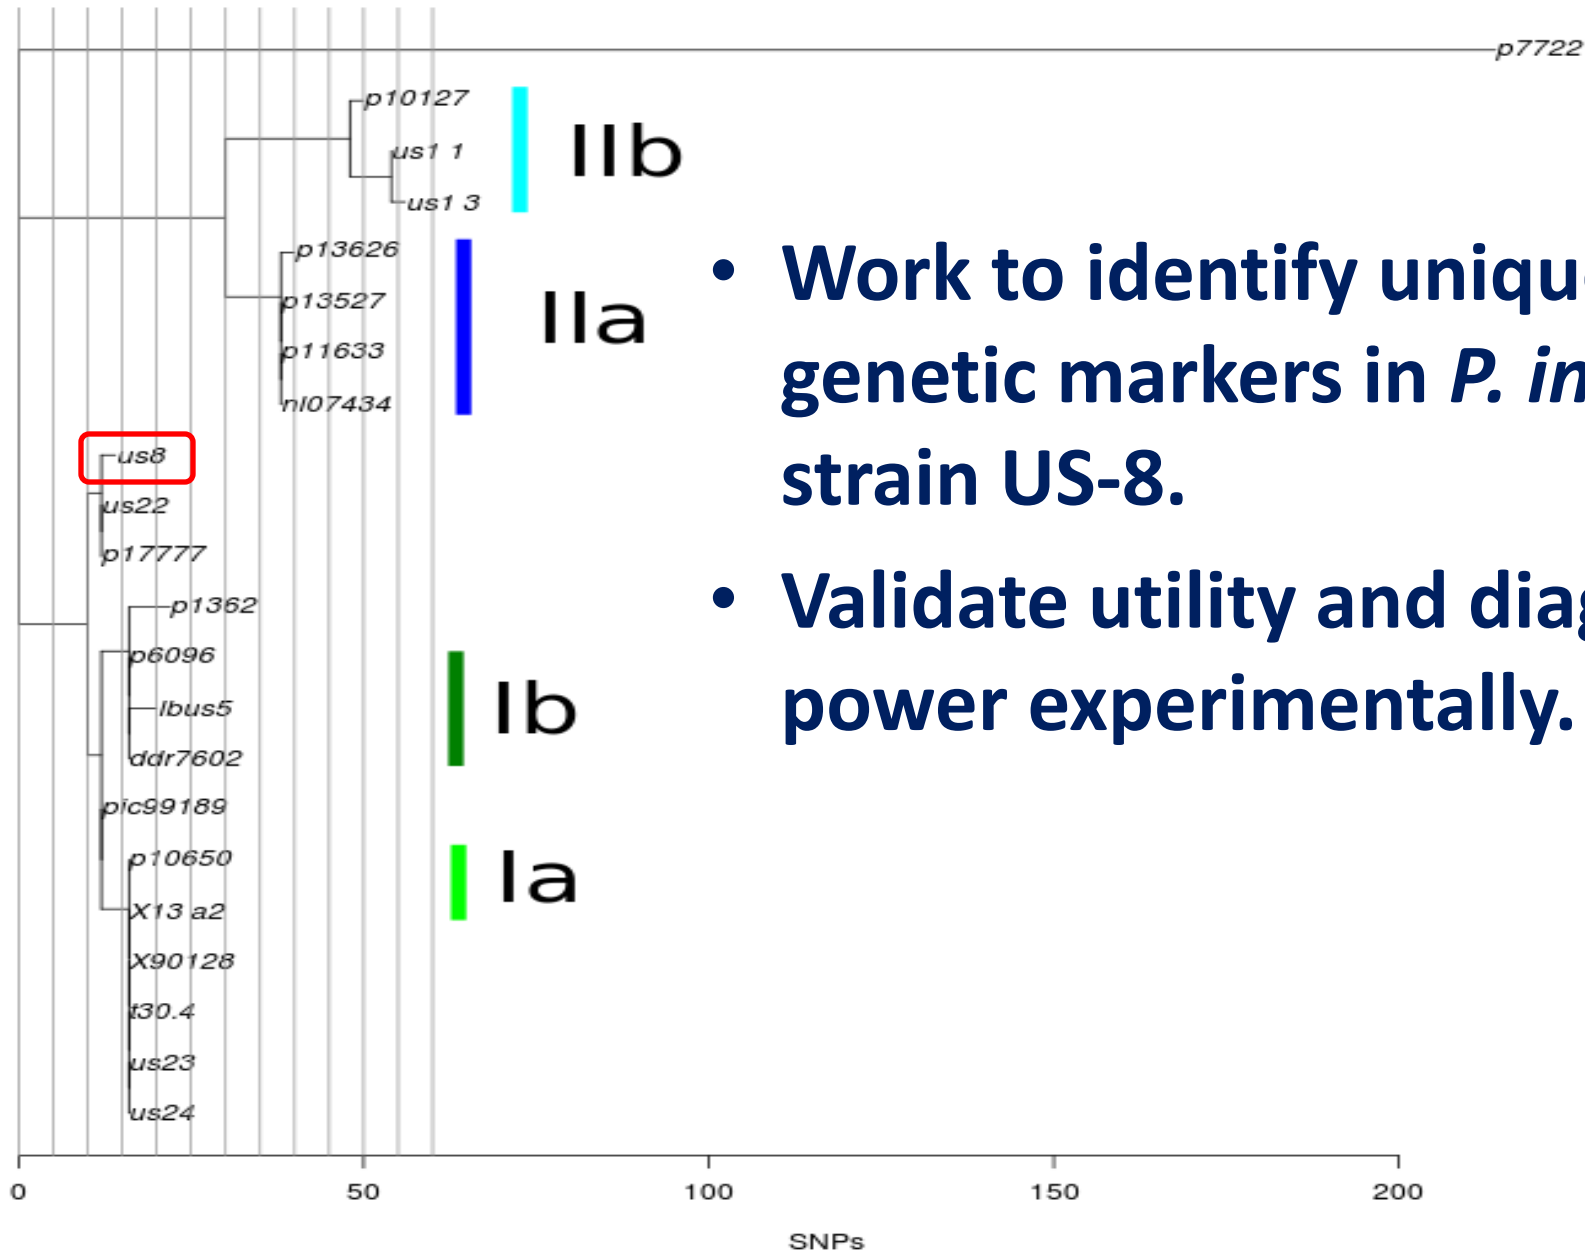 p7722
p10127
us1 1
us1 3
IIb
p13626
p13527
p11633
nl07434
IIa
us8
us22
p17777
p1362
p6096
Ibus5
ddr7602
Ib
pic99189
p10650
X13 a2
Ia
X90128
t30.4
us23
us24
0 50 100 150 200
SNPs
• Work to identify uniqu
genetic markers in P. in
strain US-8.
• Validate utility and diag
power experimentally.